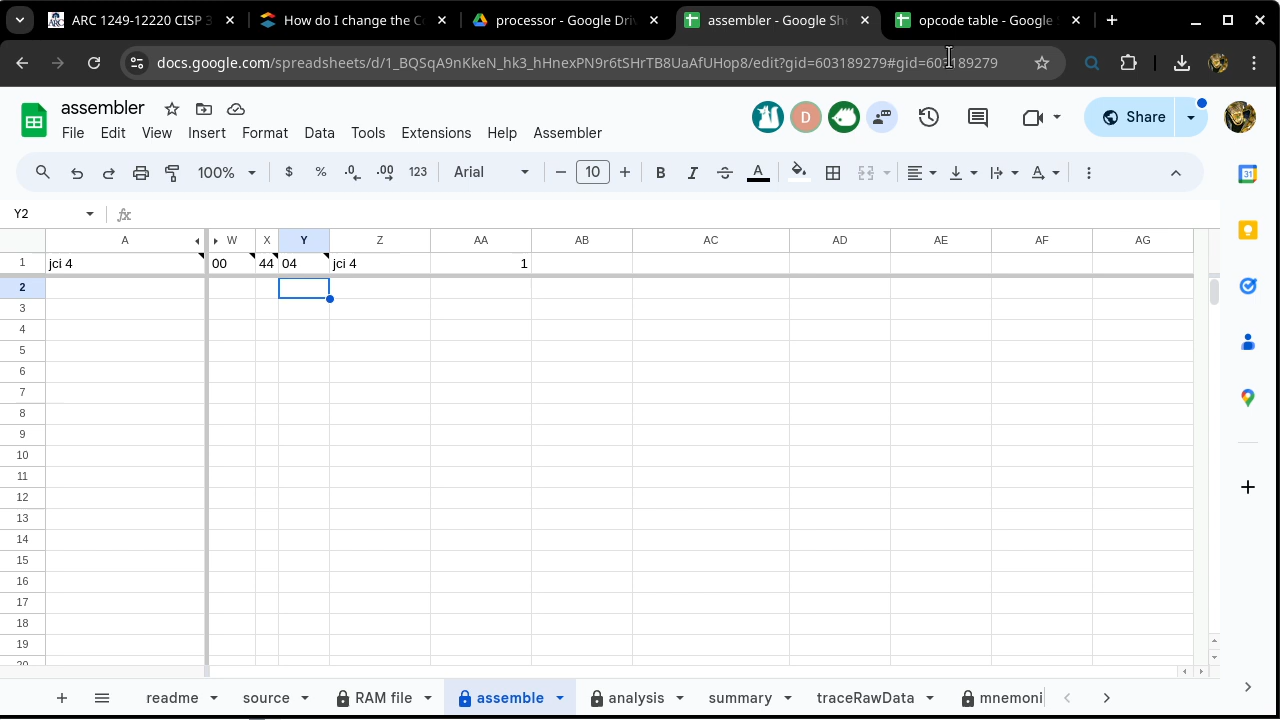 ARC 1249-12220 CISP 3
How do I change the C
processor - Google Driv
assembler - Google She
opcode table - Google S
docs.google.com/spreadsheets/d/1_BQSqA9nKkeN_hk3_hHnexPN9r6tSHrTB8UaAfUHop8/edit?gid=603189279#gid=603189279
assembler
File Edit View Insert Format Data Tools Extensions Help Assembler
D
Share
100% $ % .0 .00 123 Arial 10 B I A A
Y2 fx
A W X Y Z AA AB AC AD AE AF AG
1 jci 4 00 44 04 jci 4 1
2
3
4
5
6
7
8
9
10
11
12
13
14
15
16
17
18
19
20
31
readme source RAM file assemble analysis summary traceRawData mnemoni